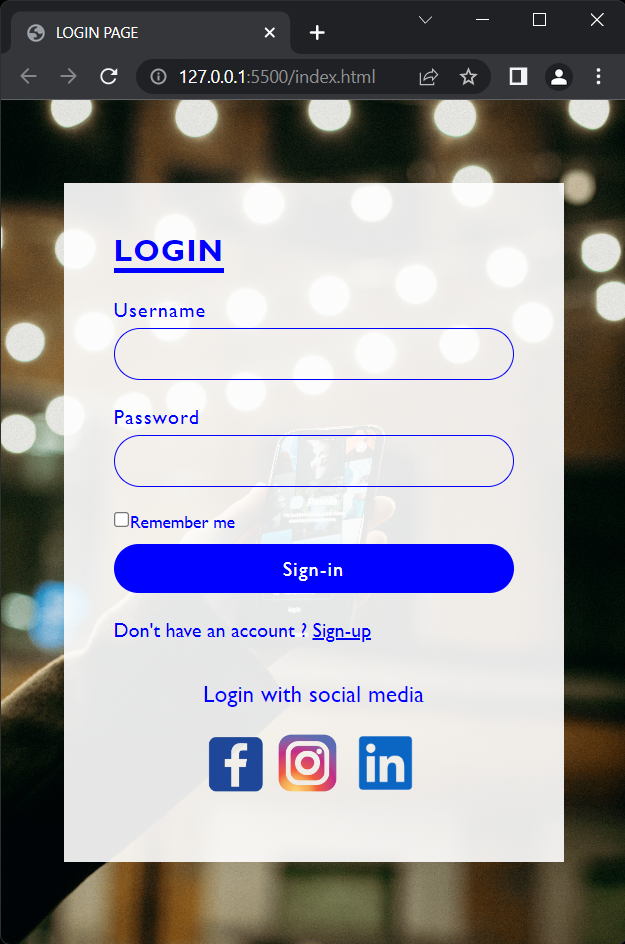 LOGIN PAGE
127.0.0.1:5500/index.html
LOGIN
Username
Password
Remember me
Sign-in
Don't have an account ? Sign-up
Login with social media
f
in